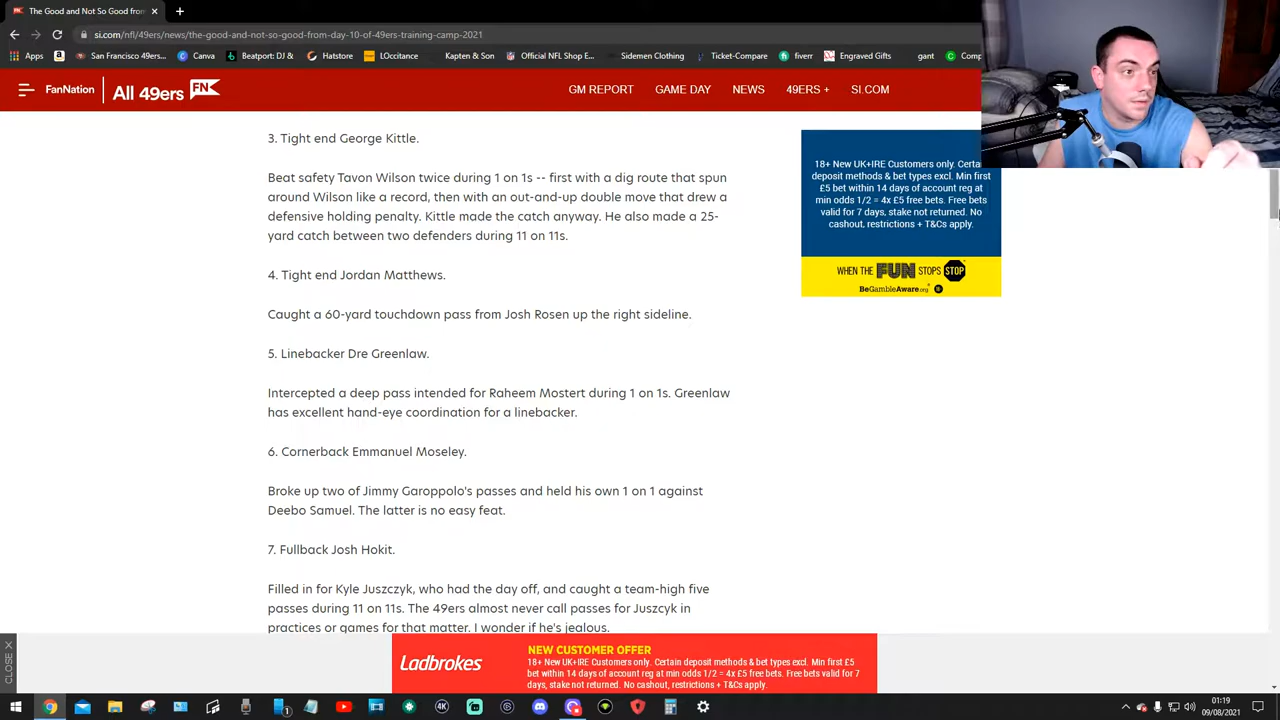 The Good and Not So Good from
si.com/nfl/49ers/news/the-good-and-not-so-good-from-day-10-of-49ers-training-camp-2021
Apps San Francisco 49ers... Canva Beatport: DJ &... Hotstar LOccitance Kapten & Son Official NFL Shop E... Sidemen Clothing Ticket-Compare fiverr Engraved Gifts gant
FanNation All 49ers FN GM REPORT GAME DAY NEWS 49ERS + SI.COM
3. Tight end George Kittle.
Beat safety Tavon Wilson twice during 1 on 1s -- first with a dig route that spun
around Wilson like a record, then with an out-and-up double move that drew a
defensive holding penalty. Kittle made the catch anyway. He also made a 25-
yard catch between two defenders during 11 on 11s.
4. Tight end Jordan Matthews.
Caught a 60-yard touchdown pass from Josh Rosen up the right sideline.
5. Linebacker Dre Greenlaw.
Intercepted a deep pass intended for Raheem Mostert during 1 on 1s. Greenlaw
has excellent hand-eye coordination for a linebacker.
6. Cornerback Emmanuel Moseley.
Broke up two of Jimmy Garoppolo's passes and held his own 1 on 1 against
Deebo Samuel. The latter is no easy feat.
7. Fullback Josh Hokit.
Filled in for Kyle Juszczyk, who had the day off, and caught a team-high five
passes during 11 on 11s. The 49ers almost never call passes for Juszcyk in
practices or games for that matter. I wonder if he's jealous.
18+ New UK+IRE Customers only.
deposit methods & bet types excl. Min first
£5 bet within 14 days of account reg at
min odds 1/2 = 4x £5 free bets. Free bets
valid for 7 days, stake not returned. No
cashout, restrictions + T&Cs apply.
WHEN THE FUN STOPS STOP
BeGambleAware.org 18
CLOSE X
Ladbrokes
NEW CUSTOMER OFFER
18+ New UK+IRE Customers only. Certain deposit methods & bet types excl. Min first £5
bet within 14 days of account reg at min odds 1/2 = 4x £5 free bets. Free bets valid for 7
days, stake not returned. No cashout, restrictions + T&Cs apply.
4K
01:19
09/08/2021